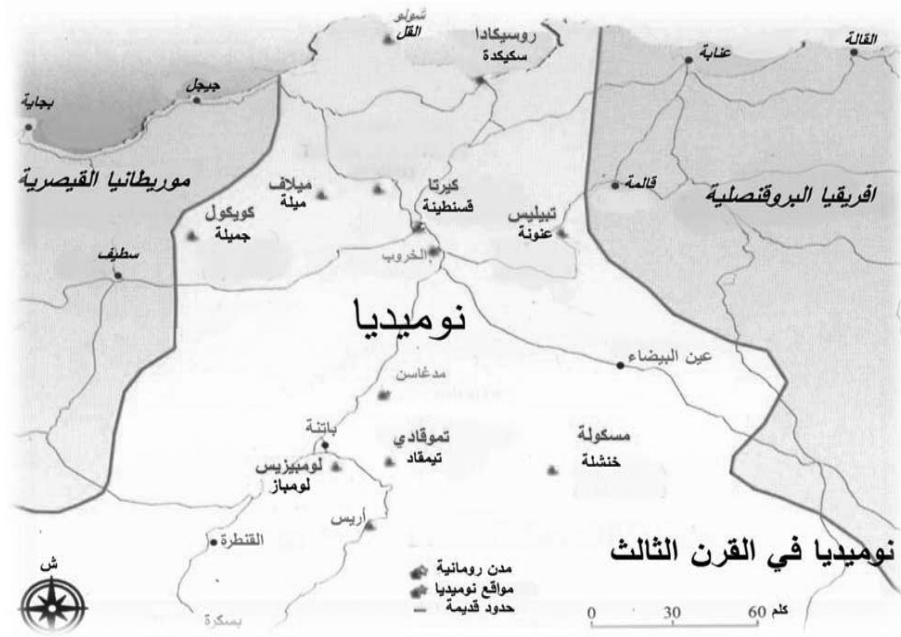 شولو
القل
روسيكادا
سكيكدة
عنابة
القالة
جيجل
بجاية
موريطانيا القيصرية
ميلاف
ميلة
كيرتا
قسنطينة
قالمة
افريقيا البروقنصلية
كويكول
جميلة
تيبيليس
عنونة
سطيف
الخروب
نوميديا
عين البيضاء
مدغاسن
باتنة
تموقادي
تيمقاد
مسكولة
خنشلة
لومبيزيس
لومباز
أريس
القنطرة
نوميديا في القرن الثالث
ش
مدن رومانية
مواقع نوميديا
حدود قديمة
0 30 60 كلم
بسكرة